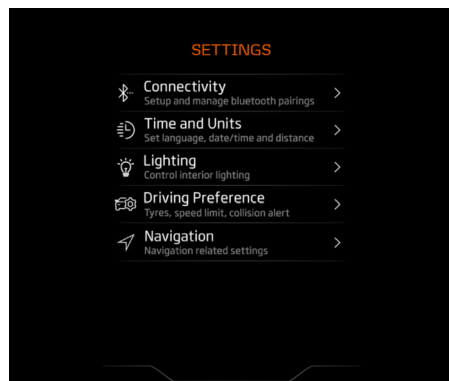 SETTINGS
Connectivity
Setup and manage bluetooth pairings
Time and Units
Set language, date/time and distance
Lighting
Control interior lighting
Driving Preference
Tyres, speed limit, collision alert
Navigation
Navigation related settings